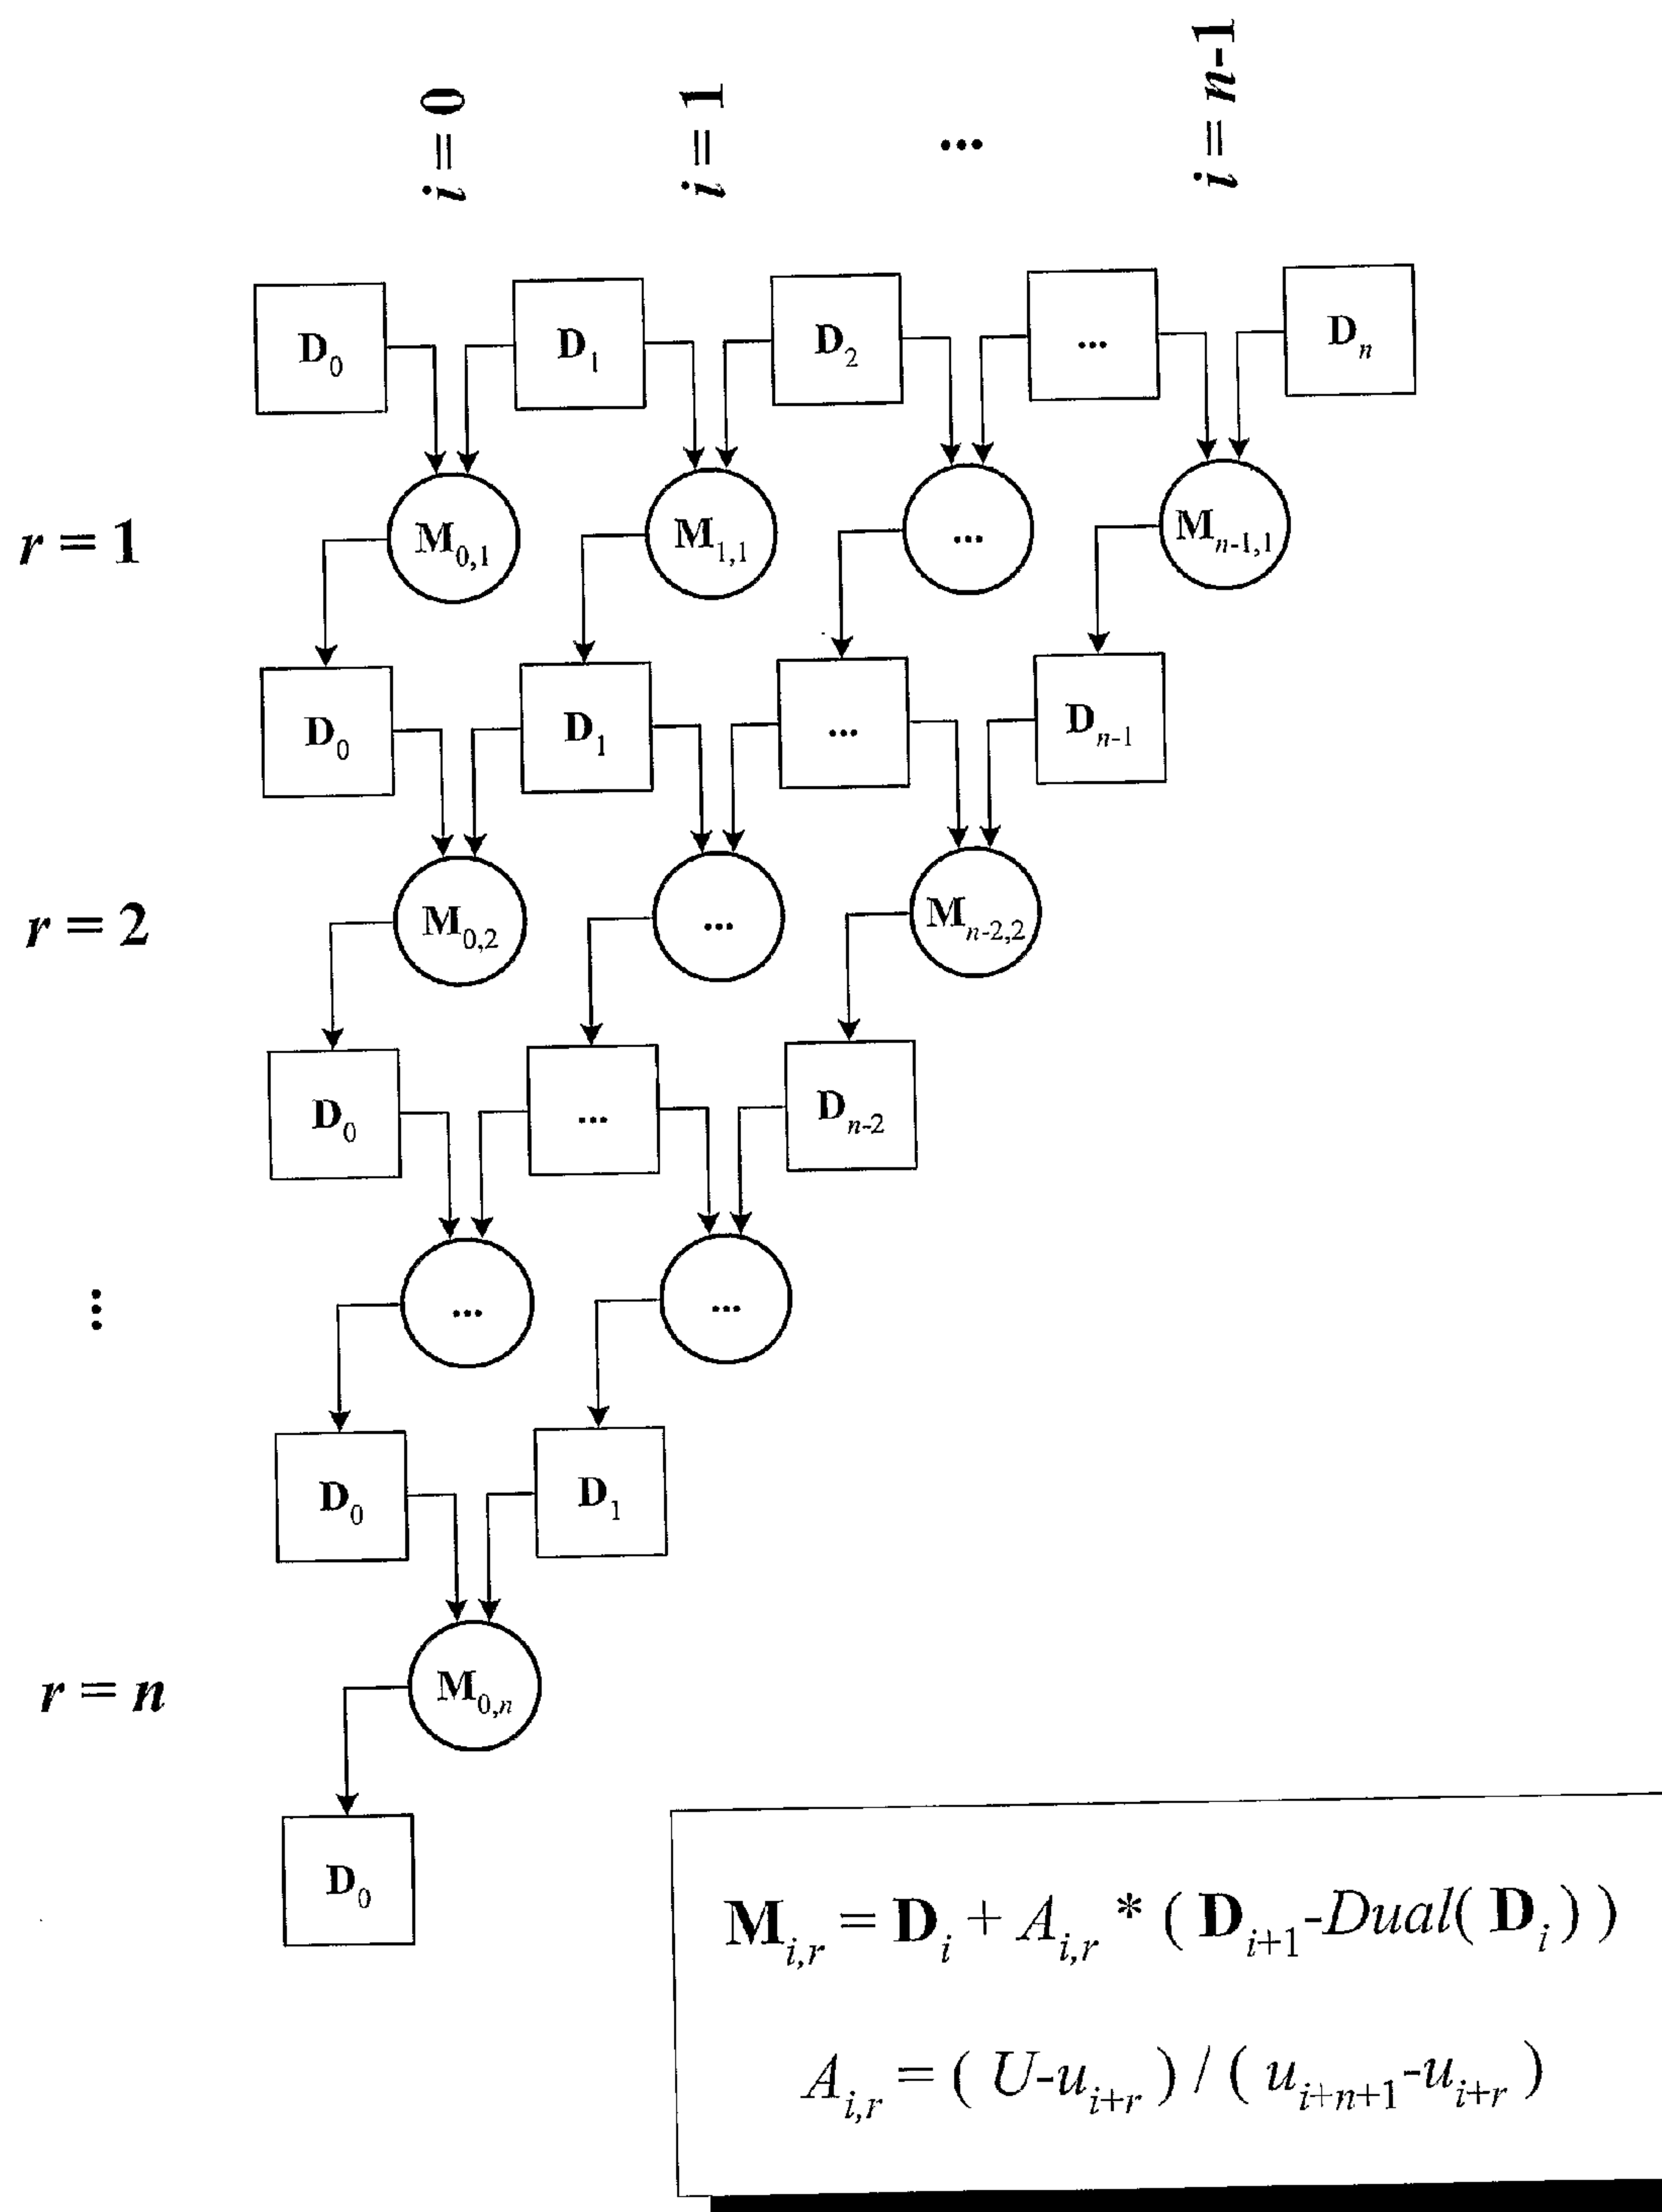 i = 0 i = 1 ... i = n-1
D0 D1 D2 ... Dn
r = 1 M0,1 M1,1 ... Mn-1,1
D0 D1 ... Dn-1
r = 2 M0,2 ... Mn-2,2
D0 ... Dn-2
⋮ ... ...
D0 D1
r = n M0,n
D0
Mi,r = Di + Ai,r * ( Di+1-Dual( Di ) )
Ai,r = ( U-ui+r ) / ( ui+n+1-ui+r )